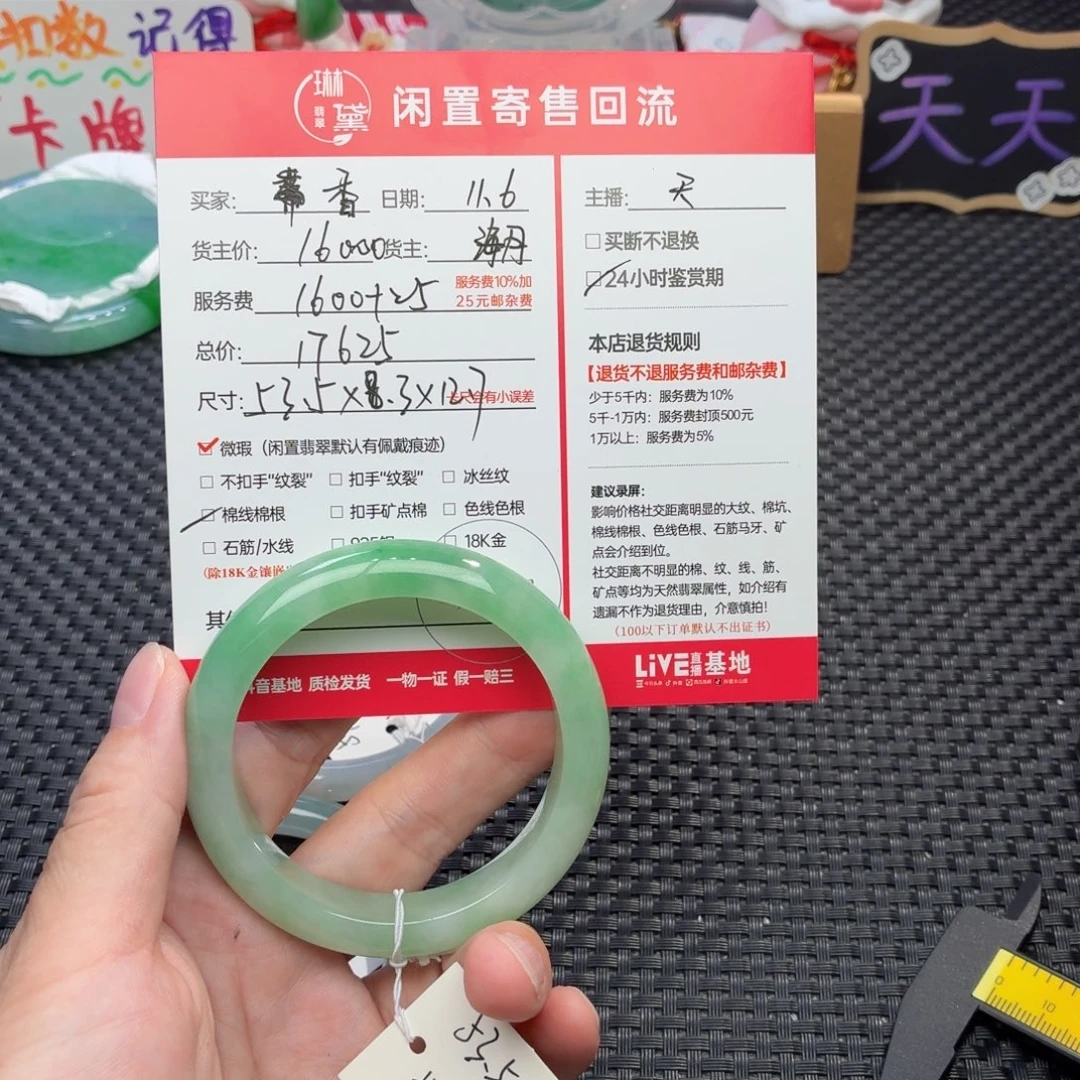 扣数 记得
卡牌
天天
琳
翡翠
黛
闲置寄售回流
买家: 香 日期: 11.6
货主价: 16000 货主: 海丹
服务费 1600+25 服务费10%加
25元邮杂费
总价: 17625
尺寸: 53.5×8.3×12.7 卡尺会有小误差
微瑕（闲置翡翠默认有佩戴痕迹）
不扣手“纹裂” 扣手“纹裂” 冰丝纹
棉线棉根 扣手矿点棉 色线色根
石筋/水线 18K金
(除18K金镶嵌
其
音基地 质检发货 一物一证 假一赔三
主播: 天
买断不退换
24小时鉴赏期
本店退货规则
【退货不退服务费和邮杂费】
少于5千内：服务费为10%
5千-1万内：服务费封顶500元
1万以上：服务费为5%
建议录屏：
影响价格社交距离明显的大纹、棉坑、
棉线棉根、色线色根、石筋马牙、矿
点会介绍到位。
社交距离不明显的棉、纹、线、筋、
矿点等均为天然翡翠属性，如介绍有
遗漏不作为退货理由，介意慎拍！
（100以下订单默认不出证书）
LiVE 直播 基地
53.5
0 10